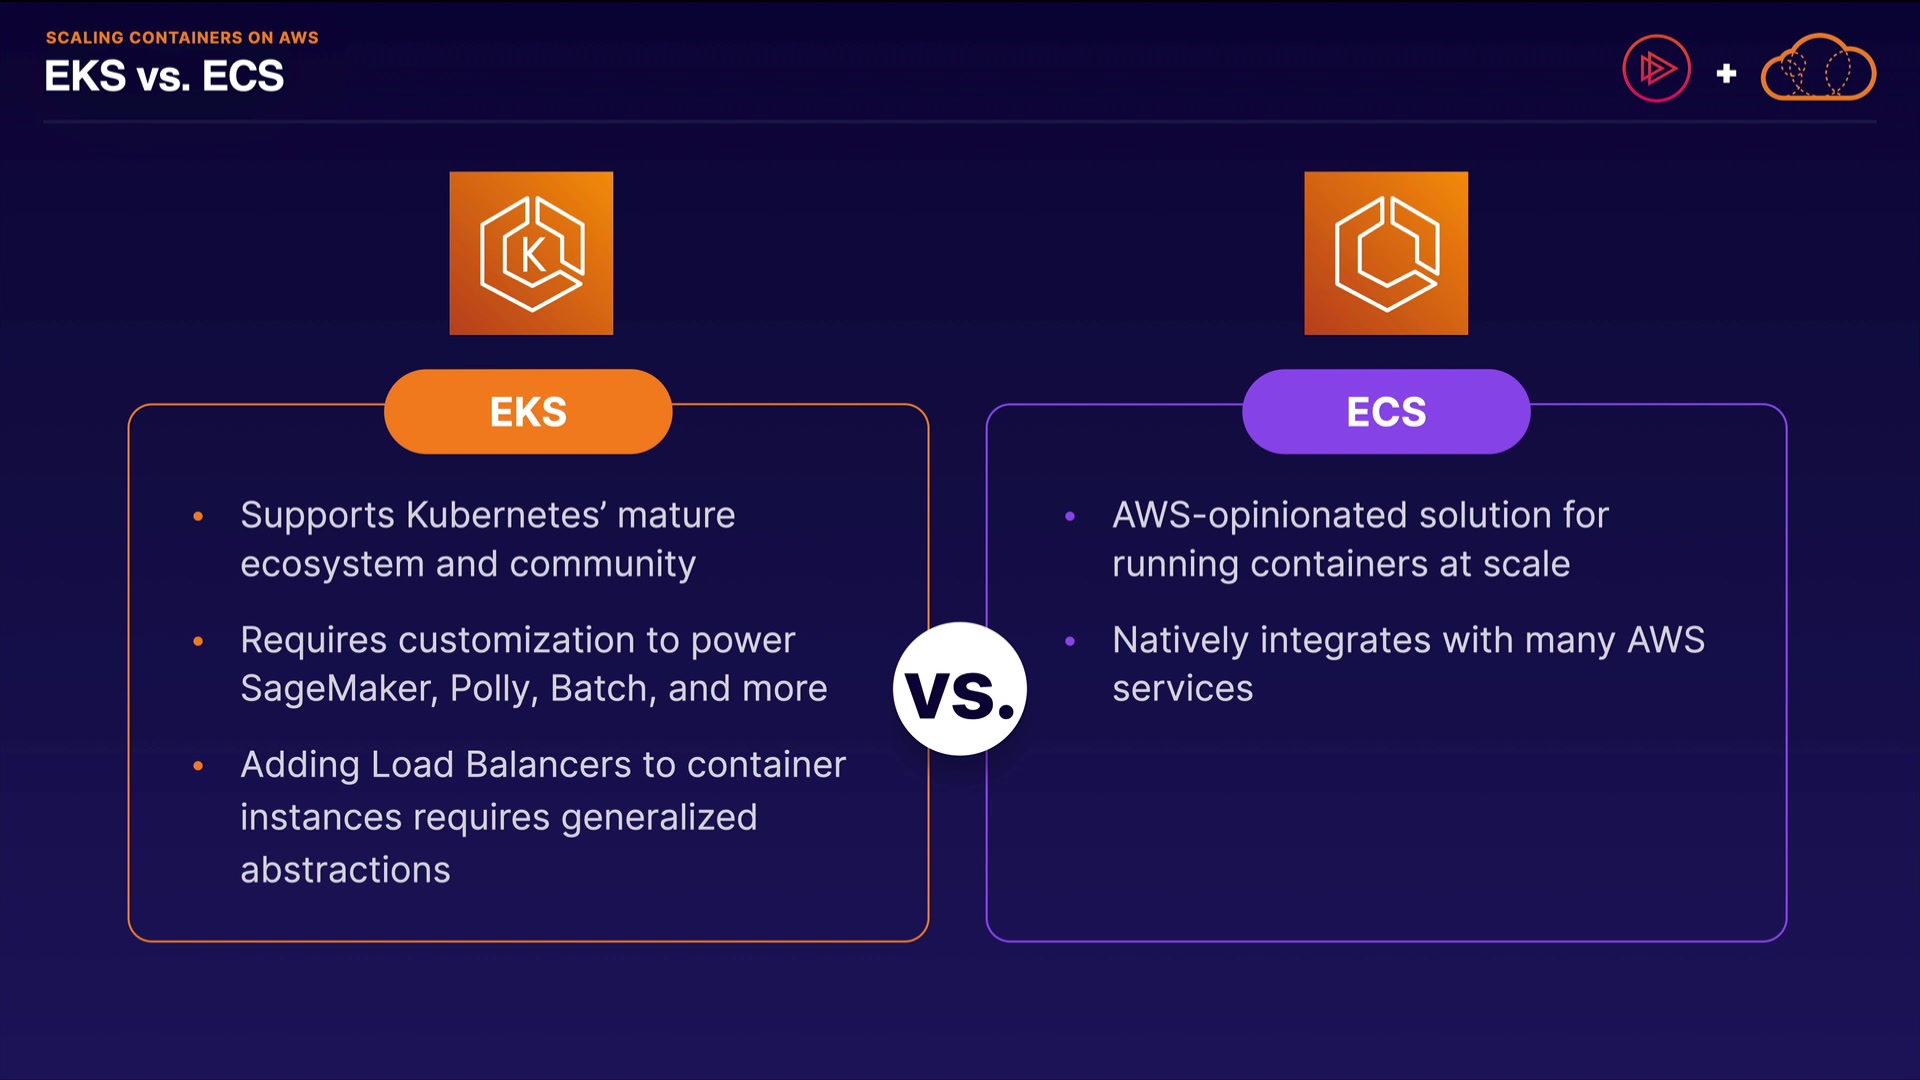 SCALING CONTAINERS ON AWS
EKS vs. ECS
K
EKS
Supports Kubernetes’ mature
ecosystem and community
Requires customization to power
SageMaker, Polly, Batch, and more
Adding Load Balancers to container
instances requires generalized
abstractions
vs.
ECS
AWS-opinionated solution for
running containers at scale
Natively integrates with many AWS
services